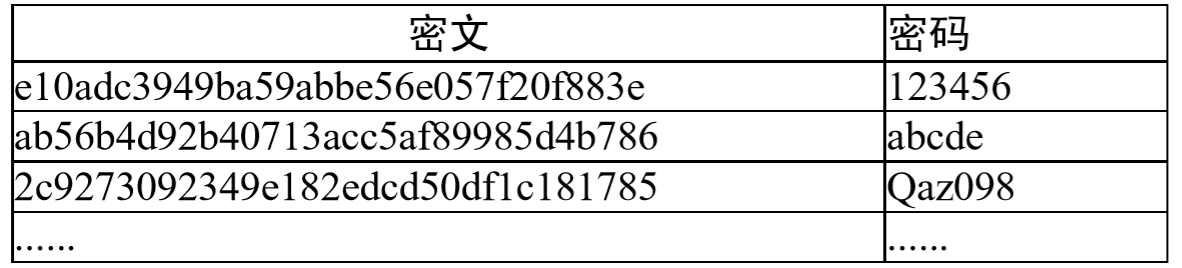 密文 密码
e10adc3949ba59abbe56e057f20f883e 123456
ab56b4d92b40713acc5af89985d4b786 abcde
2c9273092349e182edcd50df1c181785 Qaz098
...... ......